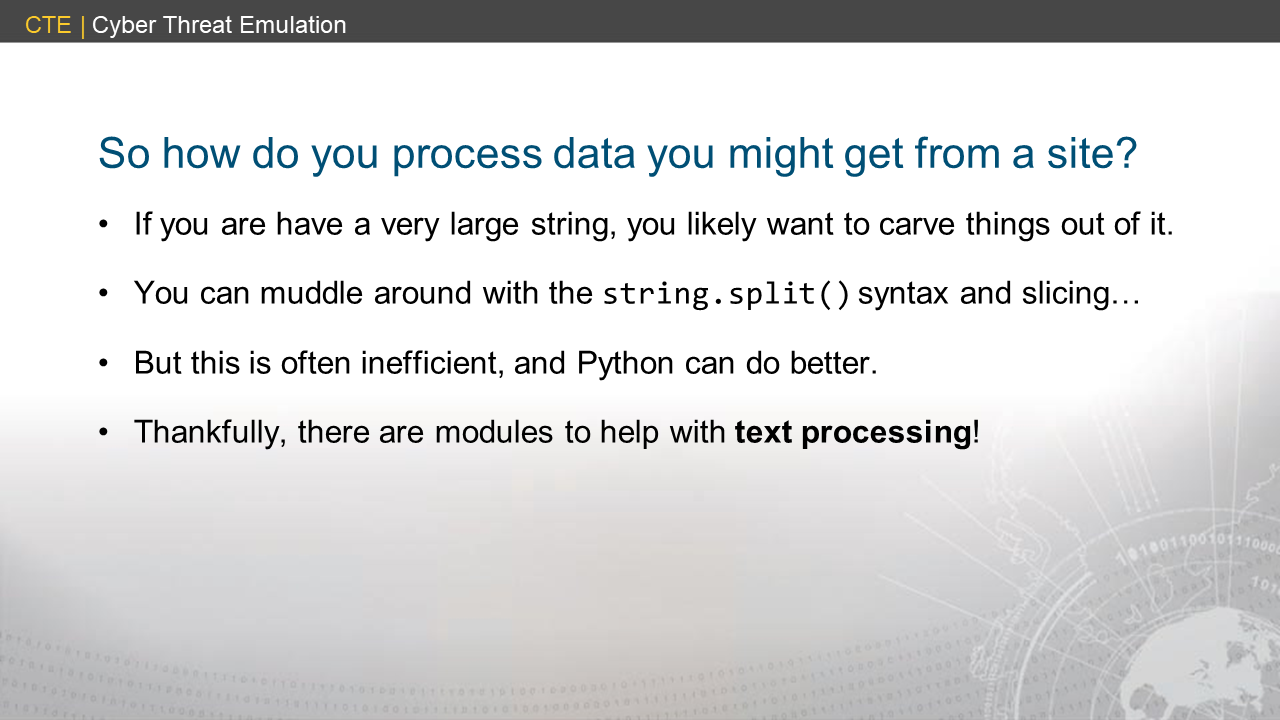 CTE | Cyber Threat Emulation
So how do you process data you might get from a site?
• If you are have a very large string, you likely want to carve things out of it.
• You can muddle around with the string.split() syntax and slicing…
• But this is often inefficient, and Python can do better.
• Thankfully, there are modules to help with text processing!